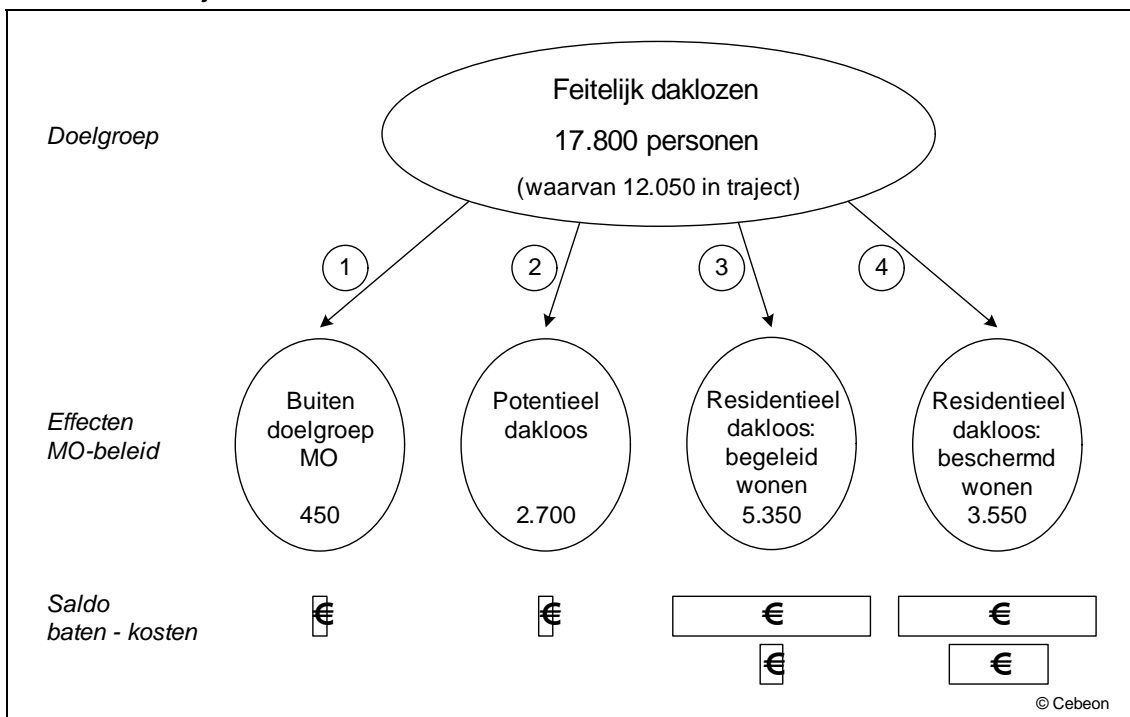 Feitelijk daklozen
17.800 personen
(waarvan 12.050 in traject)
Doelgroep
1
2
3
4
Effecten
MO-beleid
Buiten
doelgroep
MO
450
Potentieel
dakloos
2.700
Residentieel
dakloos:
begeleid
wonen
5.350
Residentieel
dakloos:
beschermd
wonen
3.550
Saldo
baten - kosten
€
€
€
€
€
€
© Cebeon